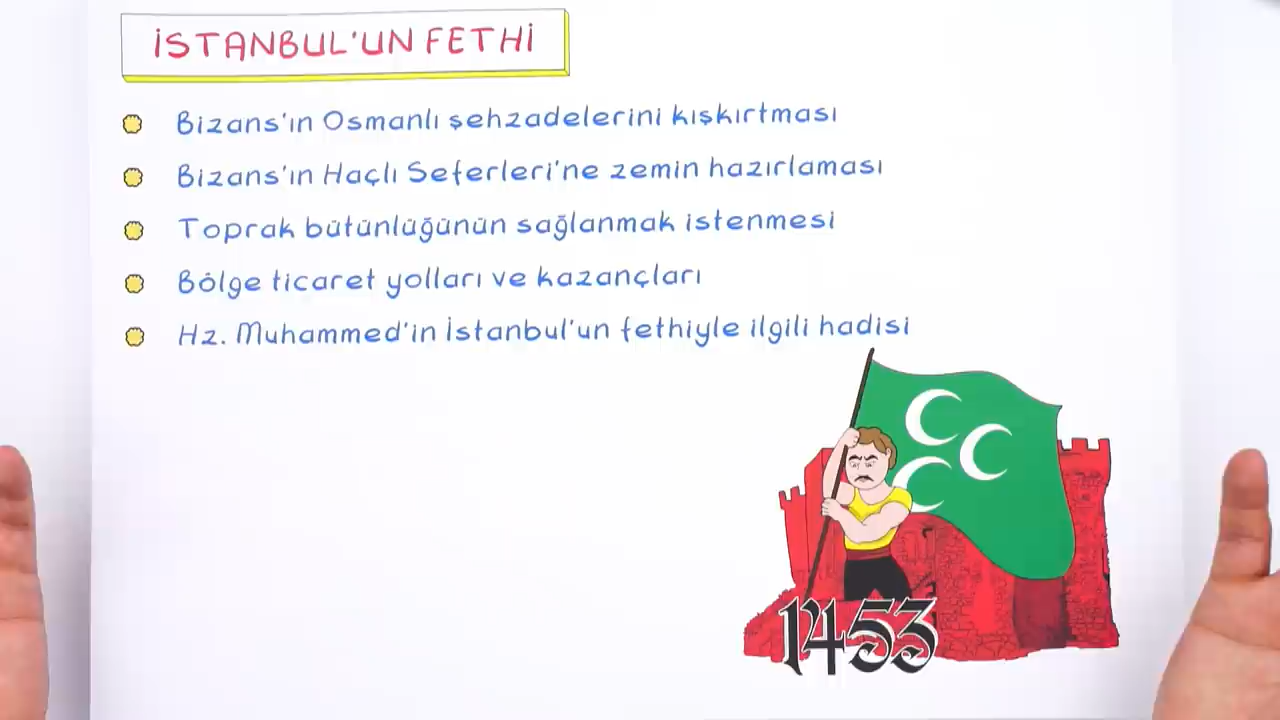 İSTANBUL'UN FETHİ
Bizans'ın Osmanlı şehzadelerini kışkırtması
Bizans'ın Haçlı Seferleri'ne zemin hazırlaması
Toprak bütünlüğünün sağlanmak istenmesi
Bölge ticaret yolları ve kazançları
Hz. Muhammed'in İstanbul'un fethiyle ilgili hadisi
1453